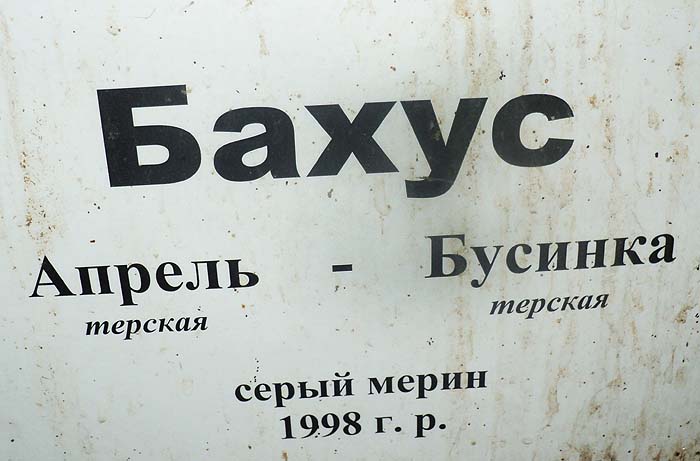 Бахус
Апрель - Бусинка
терская терская
серый мерин
1998 г. р.